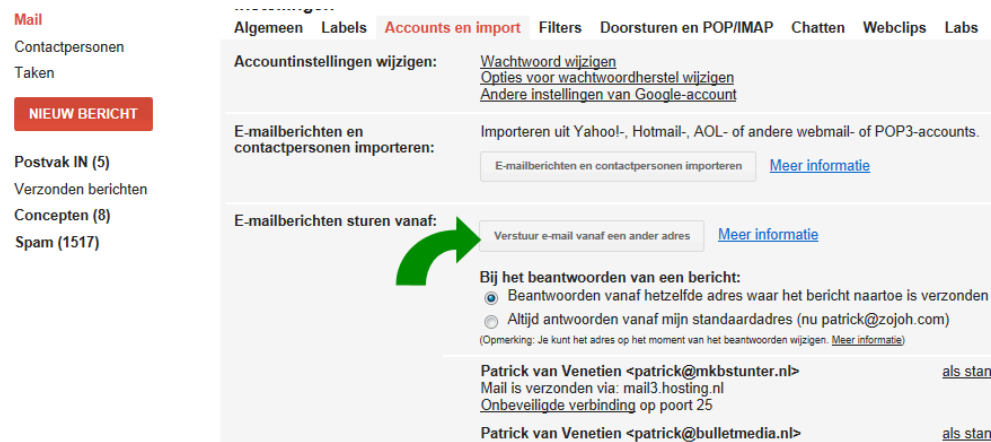 Mail
Contactpersonen
Taken
NIEUW BERICHT
Postvak IN (5)
Verzonden berichten
Concepten (8)
Spam (1517)
Algemeen Labels Accounts en import Filters Doorsturen en POP/IMAP Chatten Webclips Labs
Accountinstellingen wijzigen:
Wachtwoord wijzigen
Opties voor wachtwoordherstel wijzigen
Andere instellingen van Google-account
E-mailberichten en
contactpersonen importeren:
Importeren uit Yahoo!-, Hotmail-, AOL- of andere webmail- of POP3-accounts.
E-mailberichten en contactpersonen importeren Meer informatie
E-mailberichten sturen vanaf:
Verstuur e-mail vanaf een ander adres Meer informatie
Bij het beantwoorden van een bericht:
Beantwoorden vanaf hetzelfde adres waar het bericht naartoe is verzonden
Altijd antwoorden vanaf mijn standaardadres (nu patrick@zojoh.com)
(Opmerking: Je kunt het adres op het moment van het beantwoorden wijzigen. Meer informatie)
Patrick van Venetien <patrick@mkbstunter.nl> als stan
Mail is verzonden via: mail3.hosting.nl
Onbeveiligde verbinding op poort 25
Patrick van Venetien <patrick@bulletmedia.nl> als stan